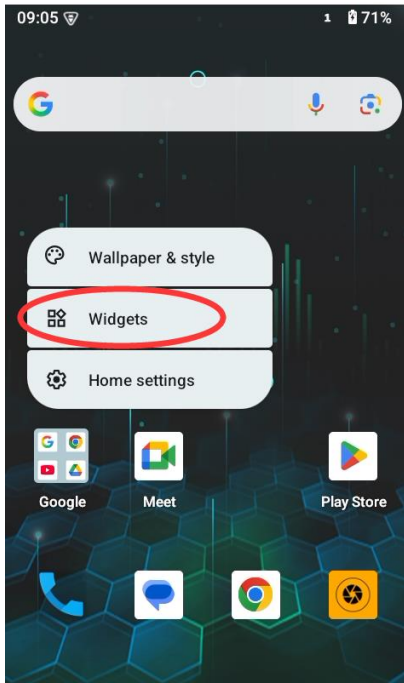 09:05 1 71%
G
Wallpaper & style
Widgets
Home settings
Google Meet Play Store